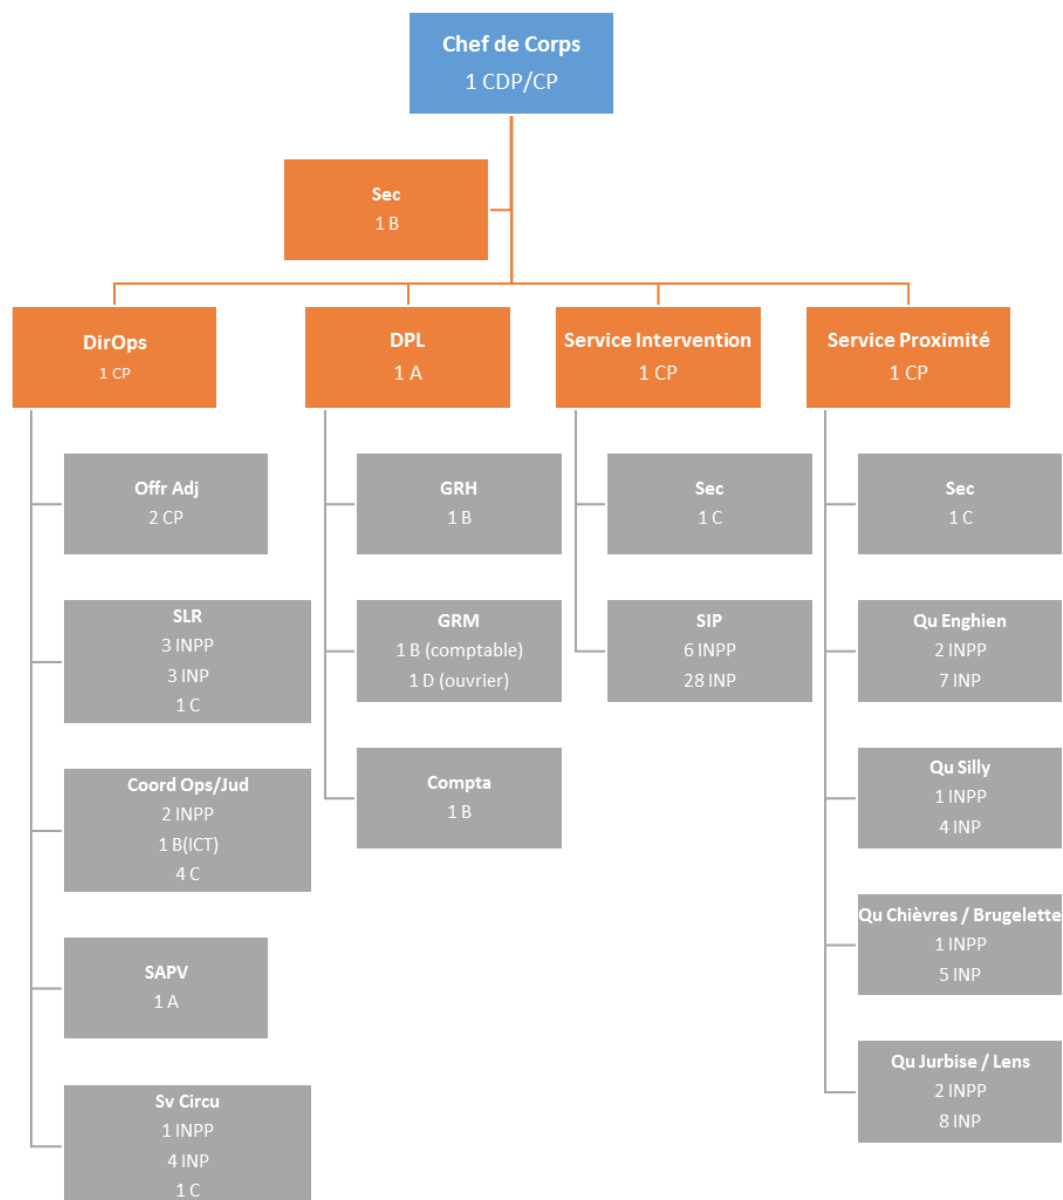 Chef de Corps
1 CDP/CP
Sec
1 B
DirOps
1 CP
Offr Adj
2 CP
SLR
3 INPP
3 INP
1 C
Coord Ops/Jud
2 INPP
1 B(ICT)
4 C
SAPV
1 A
Sv Circu
1 INPP
4 INP
1 C
DPL
1 A
GRH
1 B
GRM
1 B (comptable)
1 D (ouvrier)
Compta
1 B
Service Intervention
1 CP
Sec
1 C
SIP
6 INPP
28 INP
Service Proximité
1 CP
Sec
1 C
Qu Enghien
2 INPP
7 INP
Qu Silly
1 INPP
4 INP
Qu Chièvres / Brugelette
1 INPP
5 INP
Qu Jurbise / Lens
2 INPP
8 INP